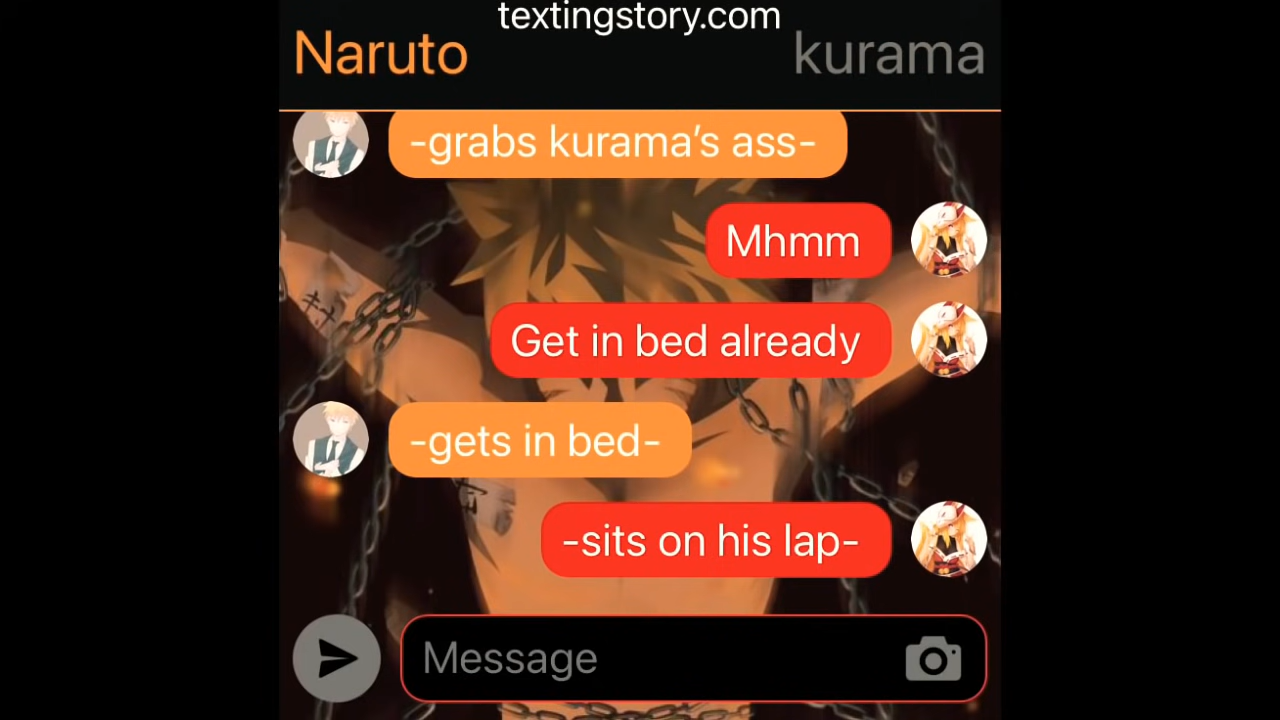 textingstory.com
Naruto
kurama
-grabs kurama's ass-
Mhmm
Get in bed already
-gets in bed-
-sits on his lap-
Message